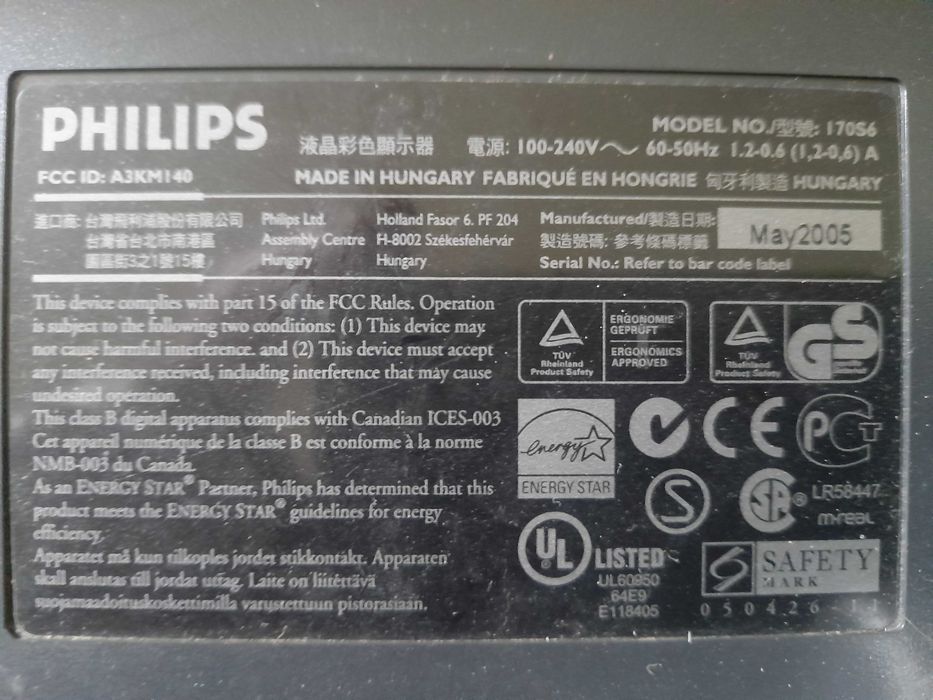 PHILIPS
液晶彩色顯示器
電源: 100-240V 60-50Hz 1.2-0.6 (1,2-0,6) A
MODEL NO./型號: 170S6
FCC ID: A3KM140
MADE IN HUNGARY FABRIQUÉ EN HONGRIE 匈牙利製造 HUNGARY
進口商: 台灣飛利浦股份有限公司
台灣省台北市南港區
園區街3之1號15樓
Philips Ltd.
Assembly Centre
Hungary
Holland Fasor 6. PF 204
H-8002 Székesfehérvár
Hungary
Manufactured/製造日期:
May2005
製造號碼: 參考條碼標籤
Serial No.: Refer to bar code label
This device complies with part 15 of the FCC Rules. Operation
is subject to the following two conditions: (1) This device may
not cause harmful interference. and (2) This device must accept
any interference received, including interference that may cause
undesired operation.
This class B digital apparatus complies with Canadian ICES-003
Cet appareil numérique de la classe B est conforme à la norme
NMB-003 du Canada.
As an ENERGY STAR® Partner, Philips has determined that this
product meets the ENERGY STAR® guidelines for energy
efficiency.
Apparatet må kun tilkoples jordet stikkontakt. Apparaten
skall anslutas till jordat uttag. Laite on liitettävä
suojamaadoituskoskettimilla varustettuun pistorasiaan.
TÜV
Rheinland
Product Safety
ERGONOMIE
GEPRÜFT
ERGONOMICS
APPROVED
TÜV
Rheinland
Product Safety
GS
energy
ENERGY STAR
CE
PCT
S
SA
®
LR58447
m-real
UL
LISTED
UL60950
64E9
E118405
S
SAFETY
MARK
050426-11